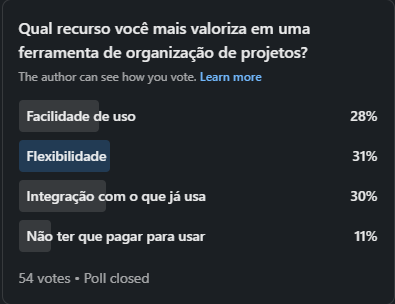 Qual recurso você mais valoriza em uma
ferramenta de organização de projetos?
The author can see how you vote. Learn more
Facilidade de uso 28%
Flexibilidade 31%
Integração com o que já usa 30%
Não ter que pagar para usar 11%
54 votes • Poll closed